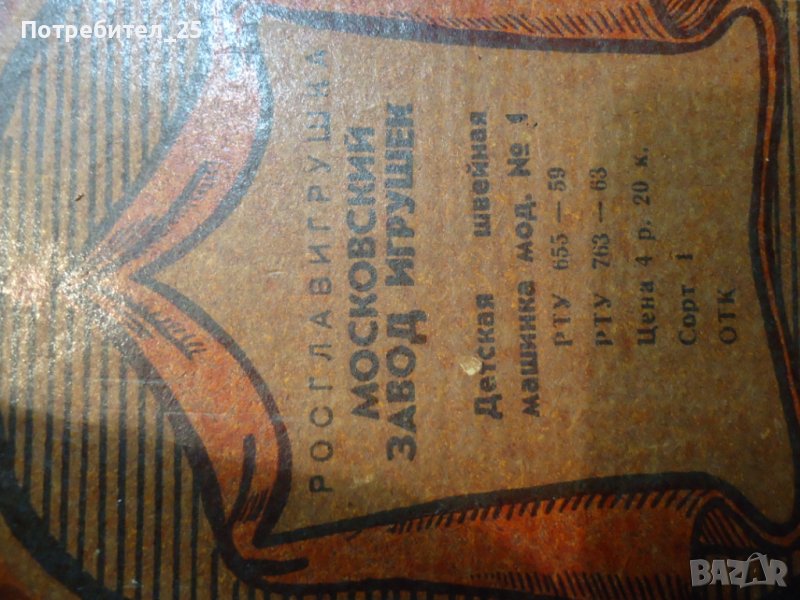 Потребител_25
РОСГЛАВИГРУШКА
МОСКОВСКИЙ
ЗАВОД ИГРУШЕК
Детская швейная
машинка мод. № 1
РТУ 655 — 59
РТУ 763 — 63
Цена 4 р. 20 к.
Сорт 1
ОТК
BAZAR